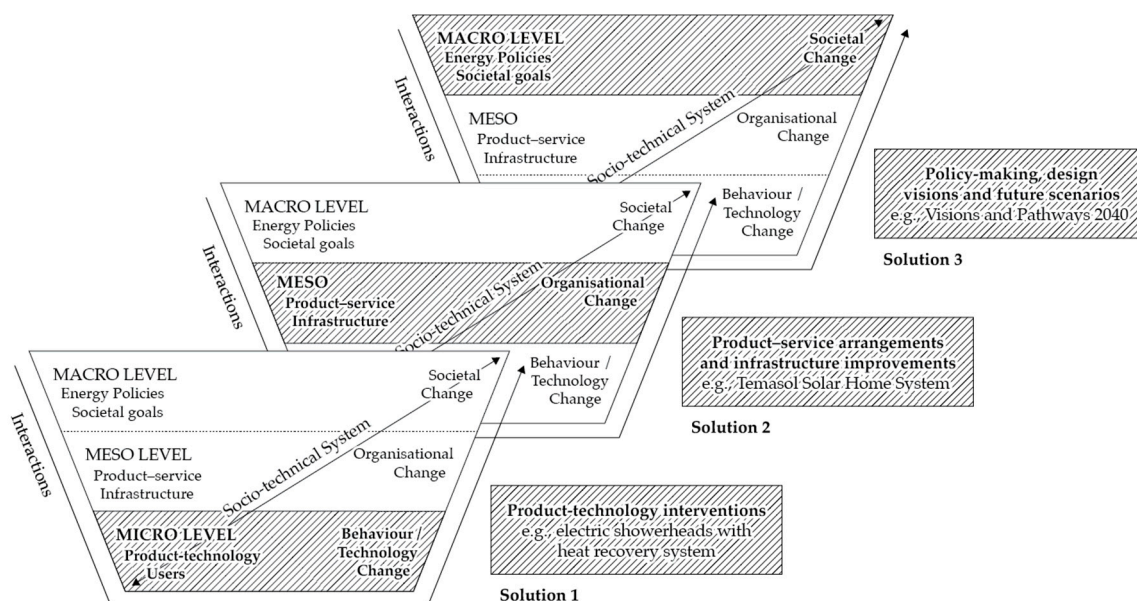 MACRO LEVEL
Energy Policies
Societal goals
Societal
Change
Interactions
MESO
Product–service
Infrastructure
Socio-technical System
Organisational
Change
Behaviour /
Technology
Change
Policy-making, design
visions and future scenarios
e.g., Visions and Pathways 2040
Solution 3
MACRO LEVEL
Energy Policies
Societal goals
Societal
Change
Interactions
MESO
Product–service
Infrastructure
Socio-technical System
Organisational
Change
Behaviour /
Technology
Change
Product–service arrangements
and infrastructure improvements
e.g., Temasol Solar Home System
Solution 2
MACRO LEVEL
Energy Policies
Societal goals
Societal
Change
Interactions
MESO LEVEL
Product–service
Infrastructure
Socio-technical System
Organisational
Change
MICRO LEVEL
Product-technology
Users
Behaviour /
Technology
Change
Product-technology interventions
e.g., electric showerheads with
heat recovery system
Solution 1